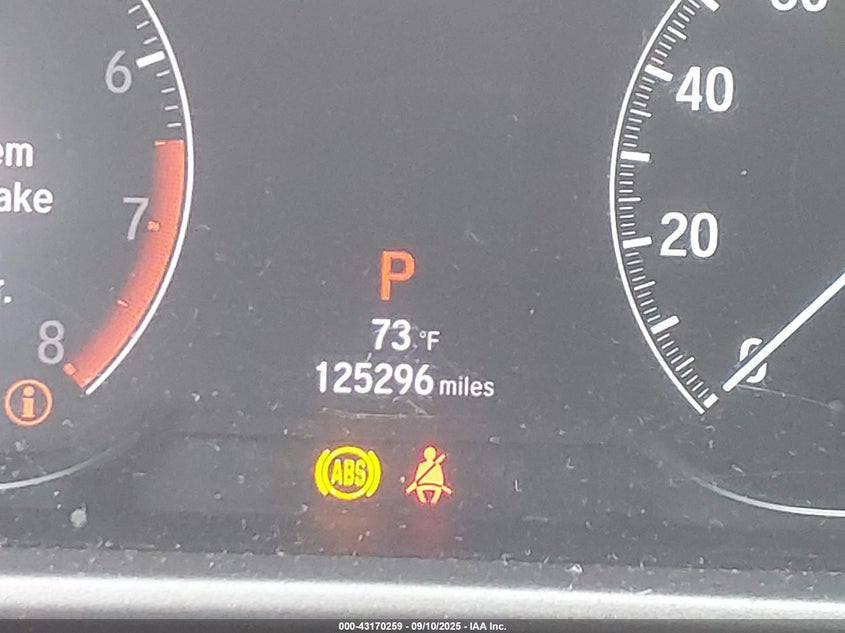 60
6
40
em
ake
7
20
P
r.
73 °F
8
0
125296 miles
i
ABS
000-43170259 - 09/10/2025 - IAA Inc.